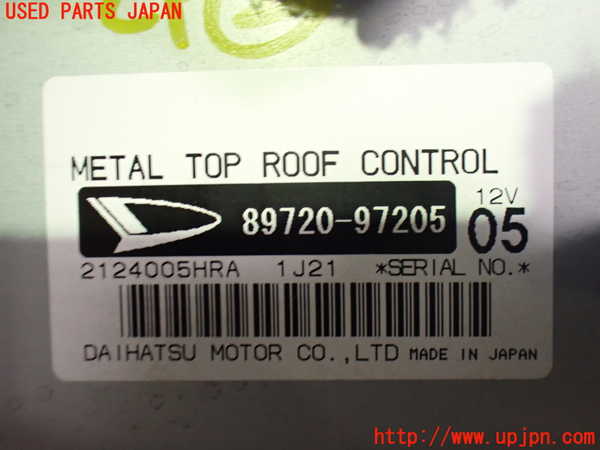 USED PARTS JAPAN
METAL TOP ROOF CONTROL
89720-97205
12V
05
2124005HRA 1J21 *SERIAL NO.*
DAIHATSU MOTOR CO.,LTD MADE IN JAPAN
UPJ
http://www.upjpn.com/